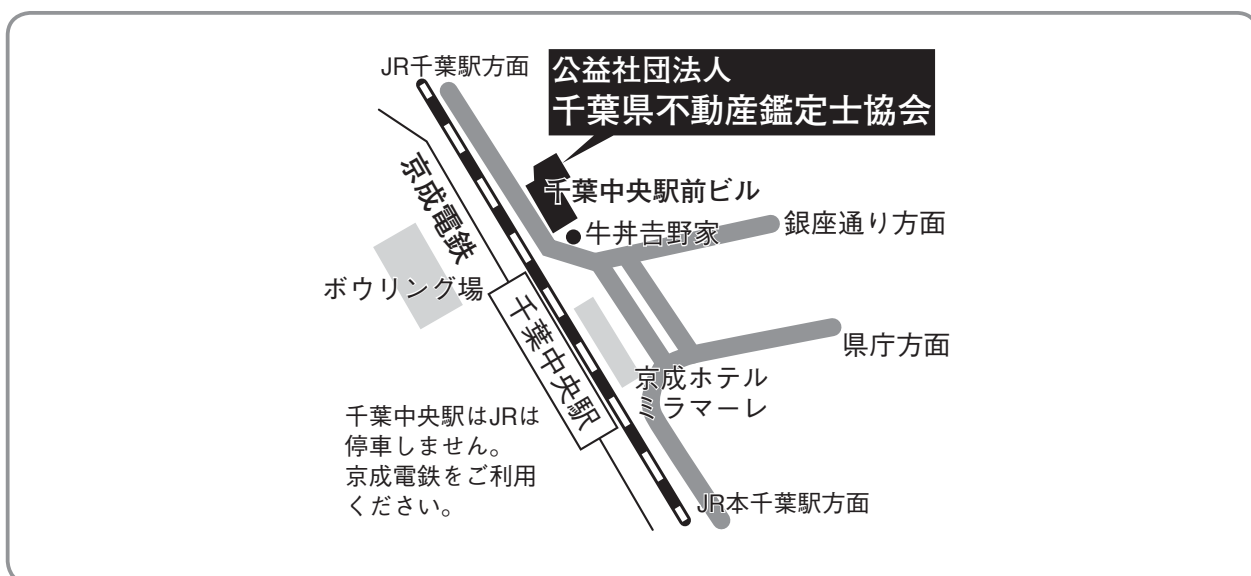 JR千葉駅方面
公益社団法人
千葉県不動産鑑定士協会
京成電鉄
千葉中央駅前ビル
牛丼吉野家
銀座通り方面
ボウリング場
千葉中央駅
県庁方面
京成ホテル
ミラマーレ
千葉中央駅はJRは
停車しません。
京成電鉄をご利用
ください。
JR本千葉駅方面